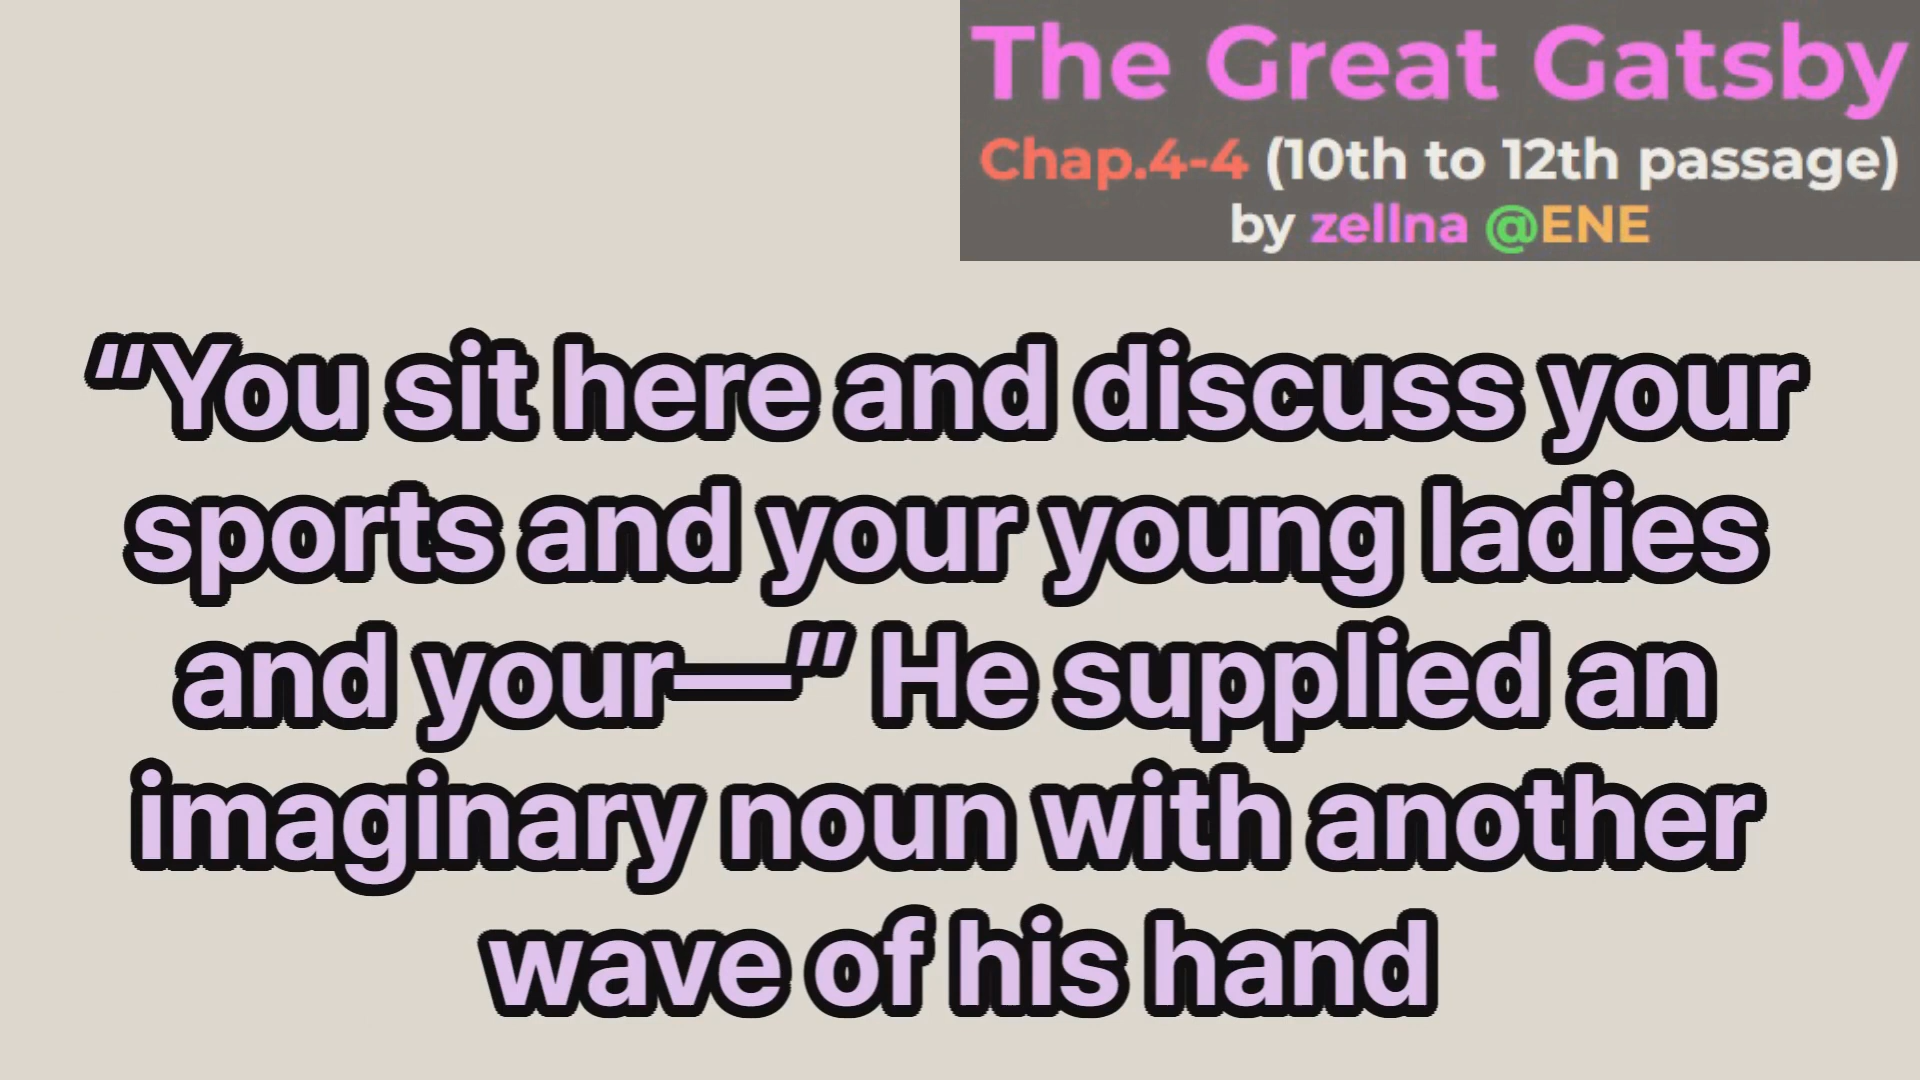 The Great Gatsby
Chap.4-4 (10th to 12th passage)
by zellna @ENE
“You sit here and discuss your
sports and your young ladies
and your—” He supplied an
imaginary noun with another
wave of his hand